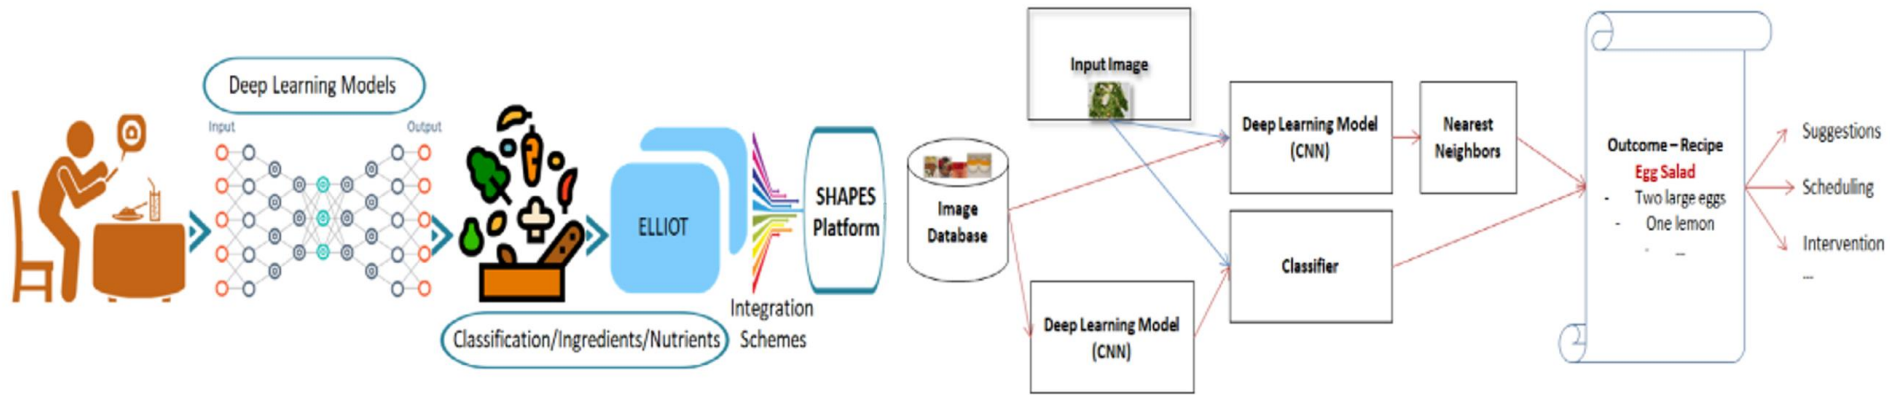 Deep Learning Models
Input
Output
Classification/Ingredients/Nutrients
ELLIOT
Integration
Schemes
SHAPES
Platform
Image
Database
Input Image
Deep Learning Model
(CNN)
Deep Learning Model
(CNN)
Nearest
Neighbors
Classifier
Outcome – Recipe
Egg Salad
- Two large eggs
- One lemon
- ...
Suggestions
Scheduling
Intervention
...